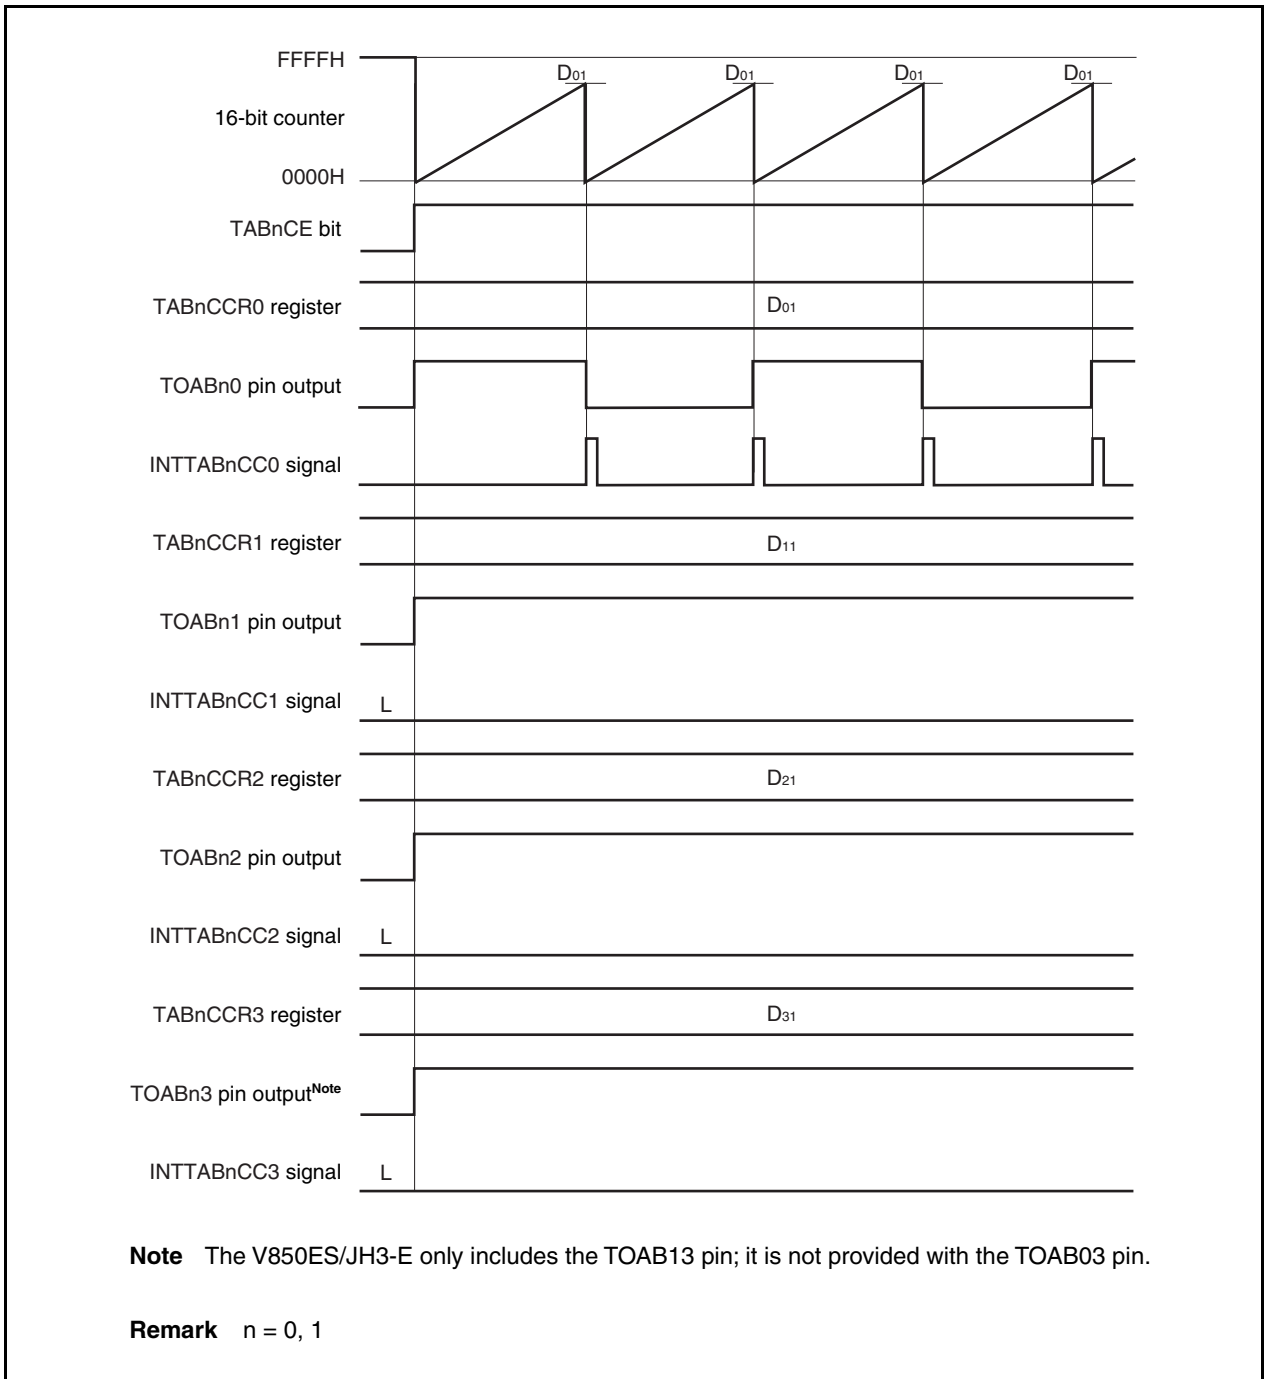 FFFFH
D01 D01 D01 D01
16-bit counter
0000H
TABnCE bit
TABnCCR0 register D01
TOABn0 pin output
INTTABnCC0 signal
TABnCCR1 register D11
TOABn1 pin output
INTTABnCC1 signal L
TABnCCR2 register D21
TOABn2 pin output
INTTABnCC2 signal L
TABnCCR3 register D31
TOABn3 pin outputNote
INTTABnCC3 signal L
Note The V850ES/JH3-E only includes the TOAB13 pin; it is not provided with the TOAB03 pin.
Remark n = 0, 1